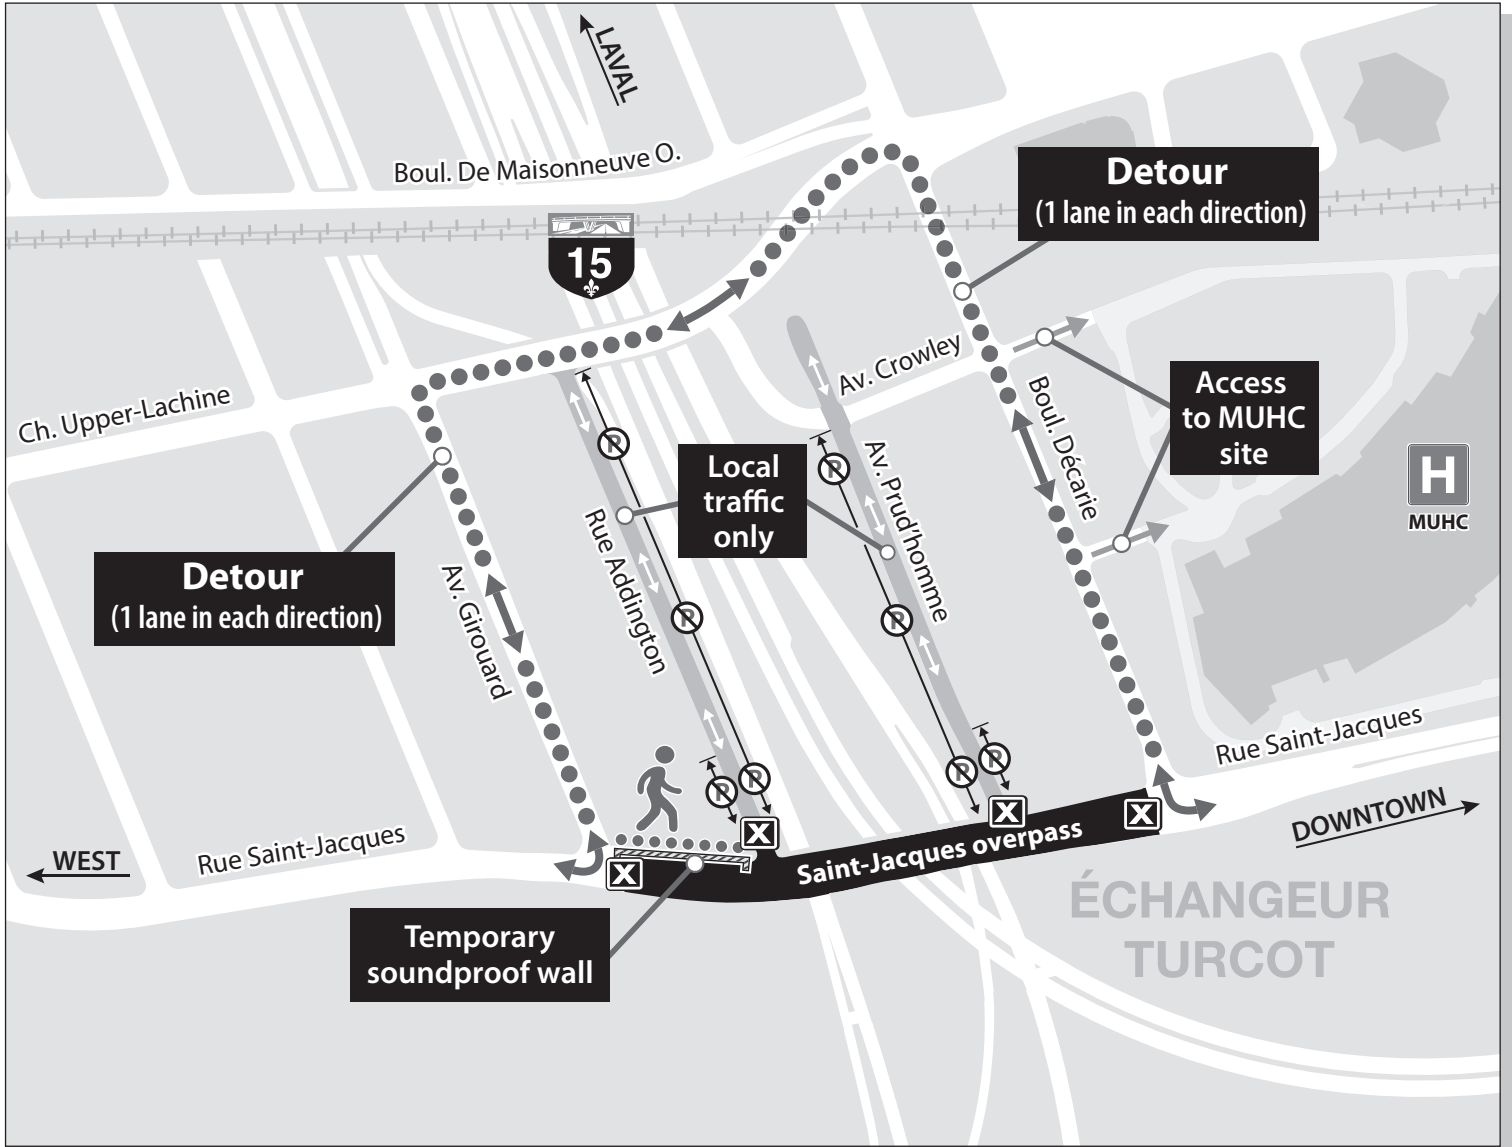 LAVAL
Boul. De Maisonneuve O.
Detour
(1 lane in each direction)
15
Av. Crowley
Ch. Upper-Lachine
Boul. Décarie
Access
to MUHC
site
P
P
Local
traffic
only
Av. Prud'homme
H
MUHC
Rue Addington
Detour
(1 lane in each direction)
Av. Girouard
P
P
Rue Saint-Jacques
P
P
P
P
X
X
X
X
DOWNTOWN
Saint-Jacques overpass
Rue Saint-Jacques
WEST
ÉCHANGEUR
TURCOT
Temporary
soundproof wall